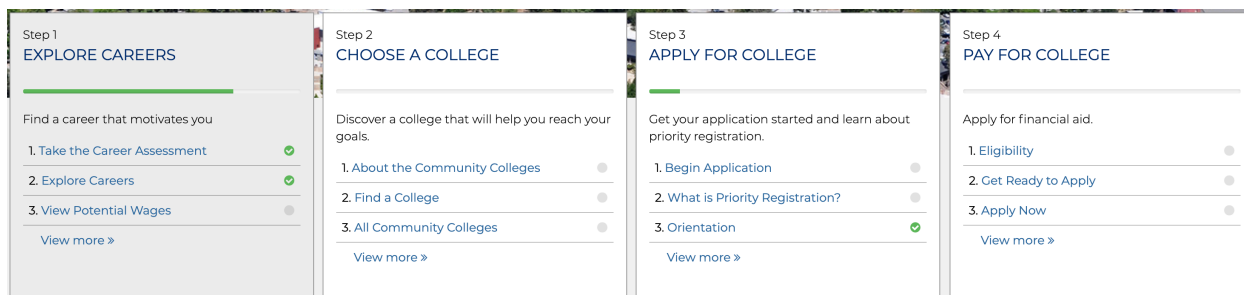 Step 1
EXPLORE CAREERS
Find a career that motivates you
1. Take the Career Assessment
2. Explore Careers
3. View Potential Wages
View more »
Step 2
CHOOSE A COLLEGE
Discover a college that will help you reach your
goals.
1. About the Community Colleges
2. Find a College
3. All Community Colleges
View more »
Step 3
APPLY FOR COLLEGE
Get your application started and learn about
priority registration.
1. Begin Application
2. What is Priority Registration?
3. Orientation
View more »
Step 4
PAY FOR COLLEGE
Apply for financial aid.
1. Eligibility
2. Get Ready to Apply
3. Apply Now
View more »